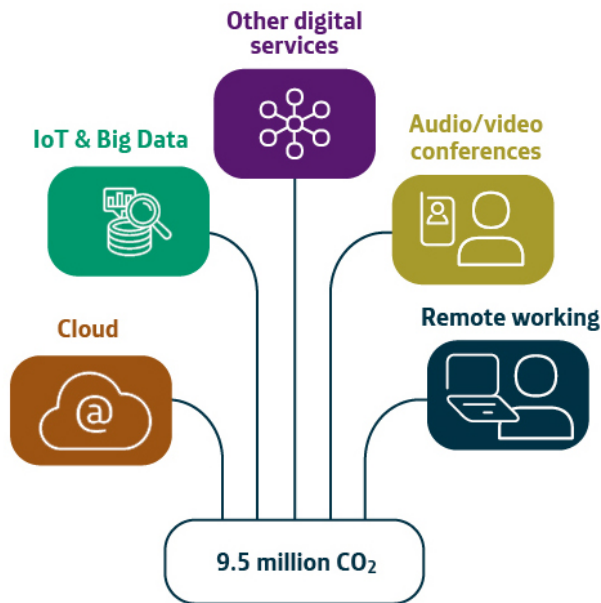 Other digital
services
IoT & Big Data
Audio/video
conferences
Cloud
@
Remote working
9.5 million CO₂